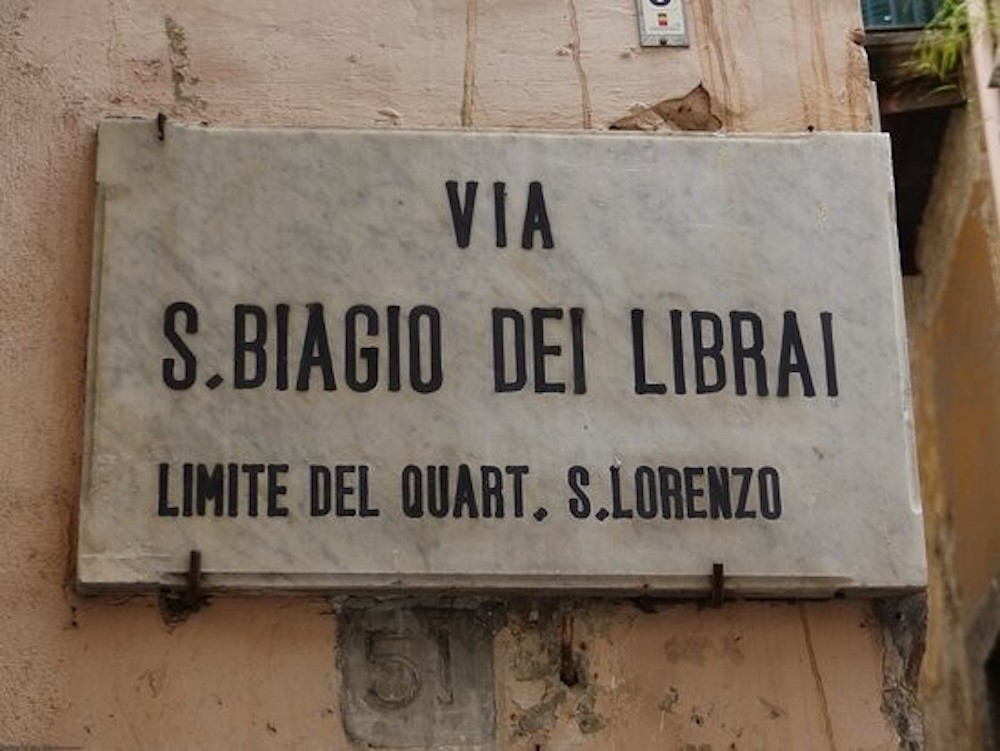 VIA
S. BIAGIO DEI LIBRAI
LIMITE DEL QUART. S. LORENZO
51